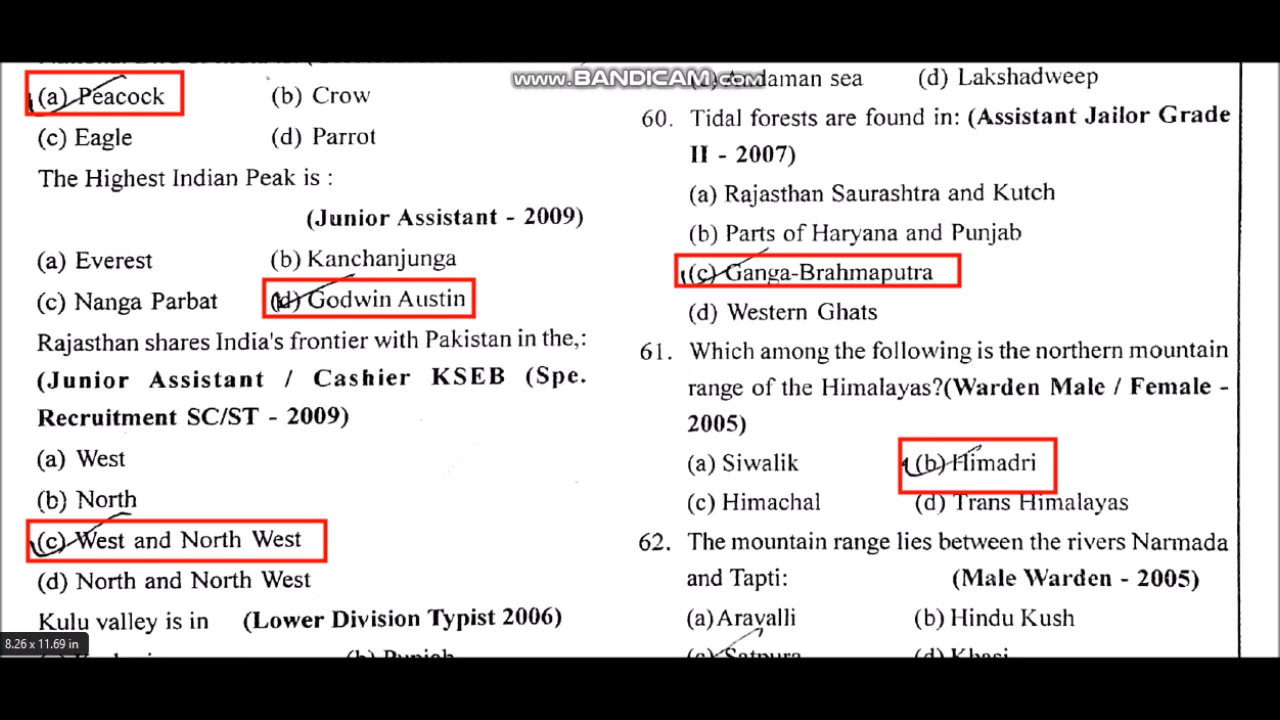 www.BANDICAM.com
(a) Peacock (b) Crow
(c) Eagle (d) Parrot
The Highest Indian Peak is :
(Junior Assistant - 2009)
(a) Everest (b) Kanchanjunga
(c) Nanga Parbat (d) Godwin Austin
Rajasthan shares India's frontier with Pakistan in the,:
(Junior Assistant / Cashier KSEB (Spe.
Recruitment SC/ST - 2009)
(a) West
(b) North
(c) West and North West
(d) North and North West
Kulu valley is in (Lower Division Typist 2006)
8.26 x 11.69 in
Andaman sea (d) Lakshadweep
60. Tidal forests are found in: (Assistant Jailor Grade
II - 2007)
(a) Rajasthan Saurashtra and Kutch
(b) Parts of Haryana and Punjab
(c) Ganga-Brahmaputra
(d) Western Ghats
61. Which among the following is the northern mountain
range of the Himalayas?(Warden Male / Female -
2005)
(a) Siwalik (b) Himadri
(c) Himachal (d) Trans Himalayas
62. The mountain range lies between the rivers Narmada
and Tapti: (Male Warden - 2005)
(a) Aravalli (b) Hindu Kush
(c) Satpura (d) Khasi